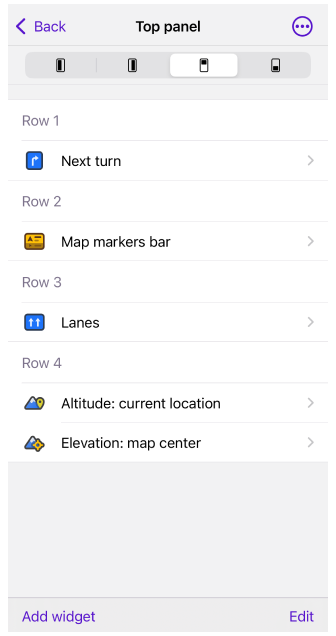 Back
Top panel
Row 1
Next turn
Row 2
Map markers bar
Row 3
Lanes
Row 4
Altitude: current location
Elevation: map center
Add widget
Edit